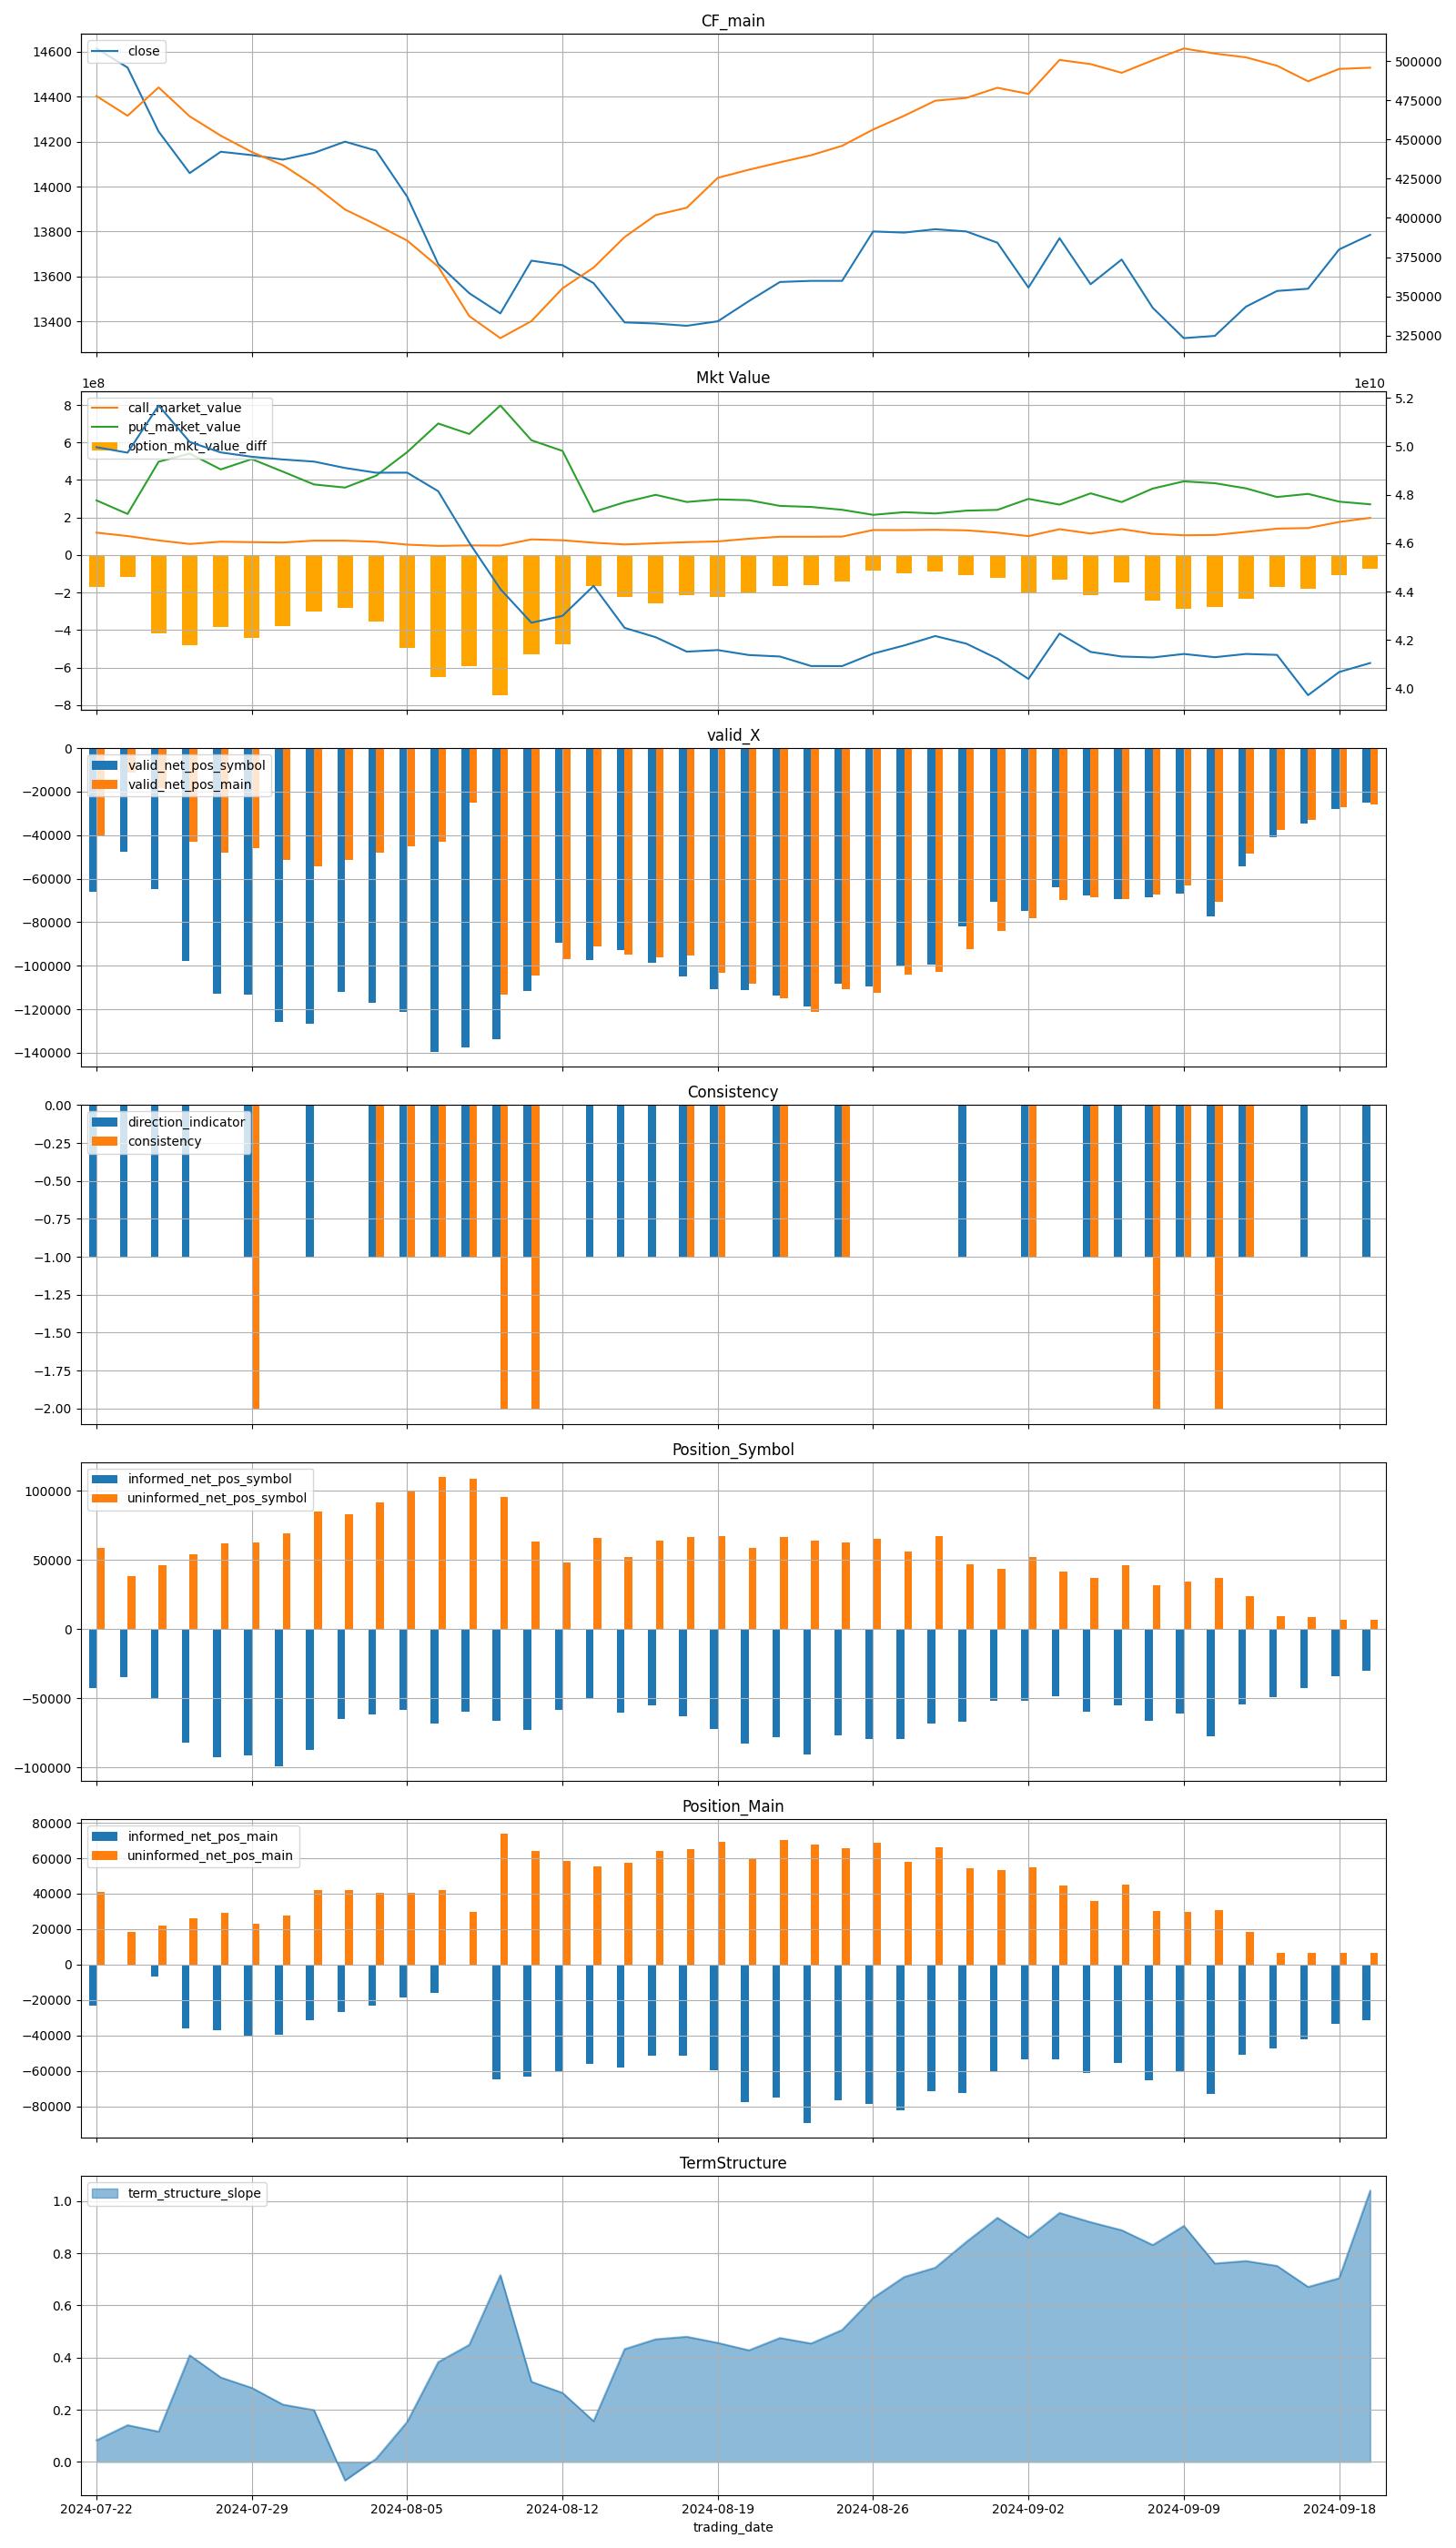 CF_main
close
14600
14400
14200
14000
13800
13600
13400
500000
475000
450000
425000
400000
375000
350000
325000
Mkt Value
1e8
1e10
call_market_value
put_market_value
option_mkt_value_diff
8
6
4
2
0
−2
−4
−6
−8
5.2
5.0
4.8
4.6
4.4
4.2
4.0
valid_X
valid_net_pos_symbol
valid_net_pos_main
0
−20000
−40000
−60000
−80000
−100000
−120000
−140000
Consistency
direction_indicator
consistency
0.00
−0.25
−0.50
−0.75
−1.00
−1.25
−1.50
−1.75
−2.00
Position_Symbol
informed_net_pos_symbol
uninformed_net_pos_symbol
100000
50000
0
−50000
−100000
Position_Main
informed_net_pos_main
uninformed_net_pos_main
80000
60000
40000
20000
0
−20000
−40000
−60000
−80000
TermStructure
term_structure_slope
1.0
0.8
0.6
0.4
0.2
0.0
2024-07-22 2024-07-29 2024-08-05 2024-08-12 2024-08-19 2024-08-26 2024-09-02 2024-09-09 2024-09-18
trading_date